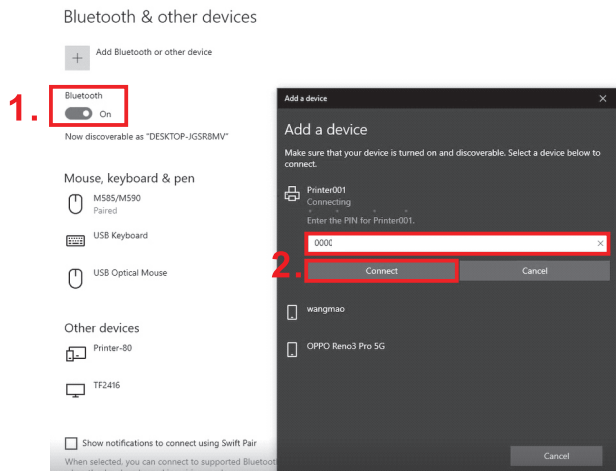 Bluetooth & other devices
Add Bluetooth or other device
1.
Bluetooth
On
Now discoverable as "DESKTOP-JGSR8MV"
Mouse, keyboard & pen
M585/M590
Paired
USB Keyboard
USB Optical Mouse
Other devices
Printer-80
TF2416
Show notifications to connect using Swift Pair
When selected, you can connect to supported Bluetoot
Add a device
Add a device
Make sure that your device is turned on and discoverable. Select a device below to
connect.
Printer001
Connecting
Enter the PIN for Printer001.
0000
2.
Connect
Cancel
wangmao
OPPO Reno3 Pro 5G
Cancel